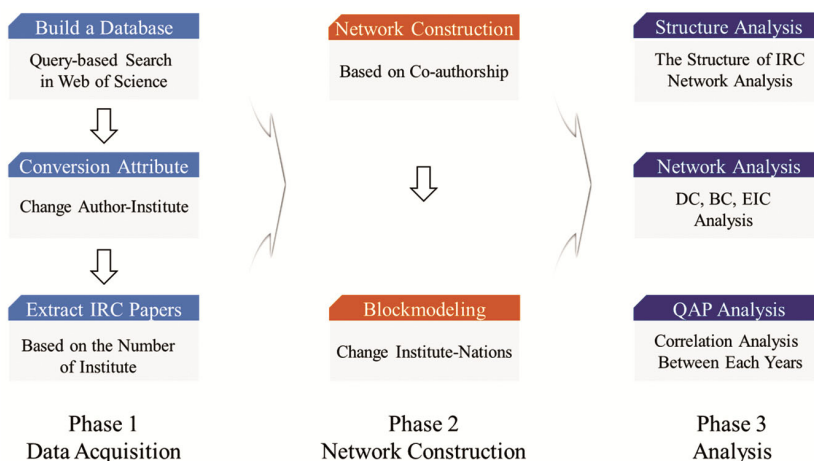 Build a Database
Query-based Search
in Web of Science
Conversion Attribute
Change Author-Institute
Extract IRC Papers
Based on the Number
of Institute
Phase 1
Data Acquisition
Network Construction
Based on Co-authorship
Blockmodeling
Change Institute-Nations
Phase 2
Network Construction
Structure Analysis
The Structure of IRC
Network Analysis
Network Analysis
DC, BC, EIC
Analysis
QAP Analysis
Correlation Analysis
Between Each Years
Phase 3
Analysis